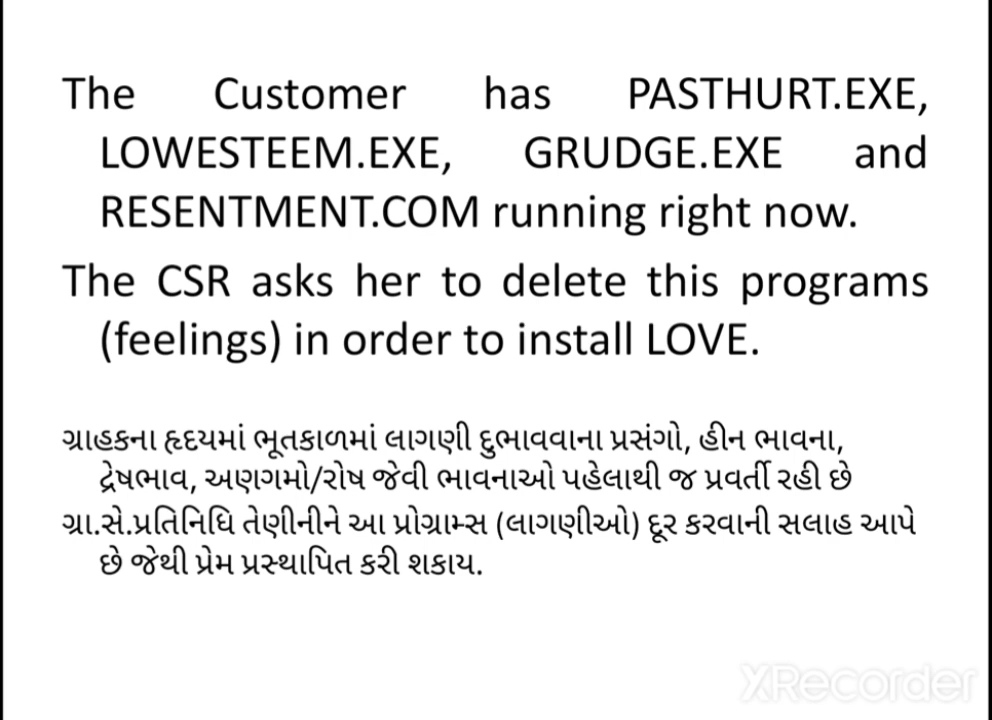 The Customer has PASTHURT.EXE,
LOWESTEEM.EXE, GRUDGE.EXE and
RESENTMENT.COM running right now.
The CSR asks her to delete this programs
(feelings) in order to install LOVE.
ગ્રાહકના હૃદયમાં ભૂતકાળમાં લાગણી દુભાવવાના પ્રસંગો, હીન ભાવના,
દ્વેષભાવ, અણગમો/રોષ જેવી ભાવનાઓ પહેલાથી જ પ્રવર્તી રહી છે
ગ્રા.સે.પ્રતિનિધિ તેણીનીને આ પ્રોગ્રામ્સ (લાગણીઓ) દૂર કરવાની સલાહ આપે
છે જેથી પ્રેમ પ્રસ્થાપિત કરી શકાય.
XRecorder